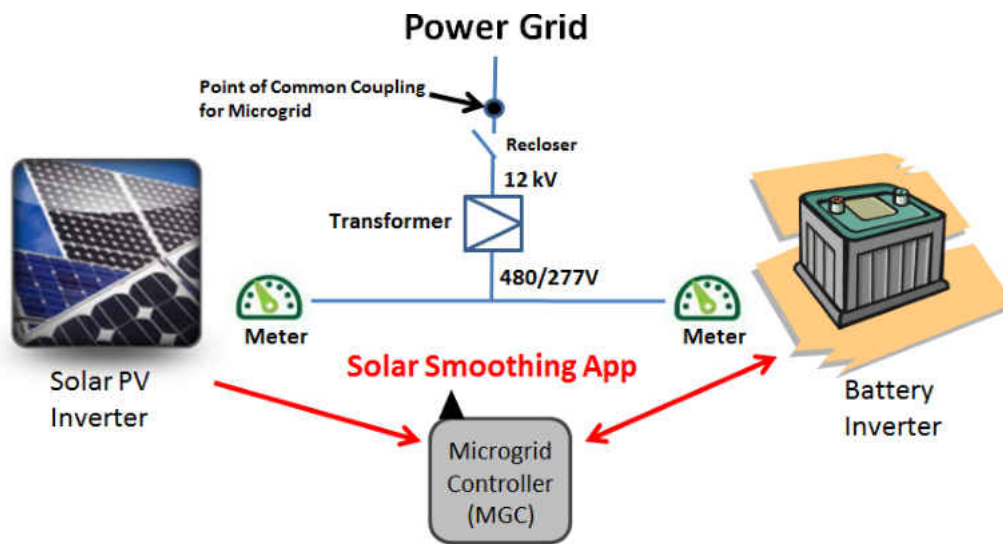 Power Grid
Point of Common Coupling
for Microgrid
Recloser
12 kV
Transformer
480/277V
Meter
Meter
Solar Smoothing App
Solar PV
Inverter
Battery
Inverter
Microgrid
Controller
(MGC)